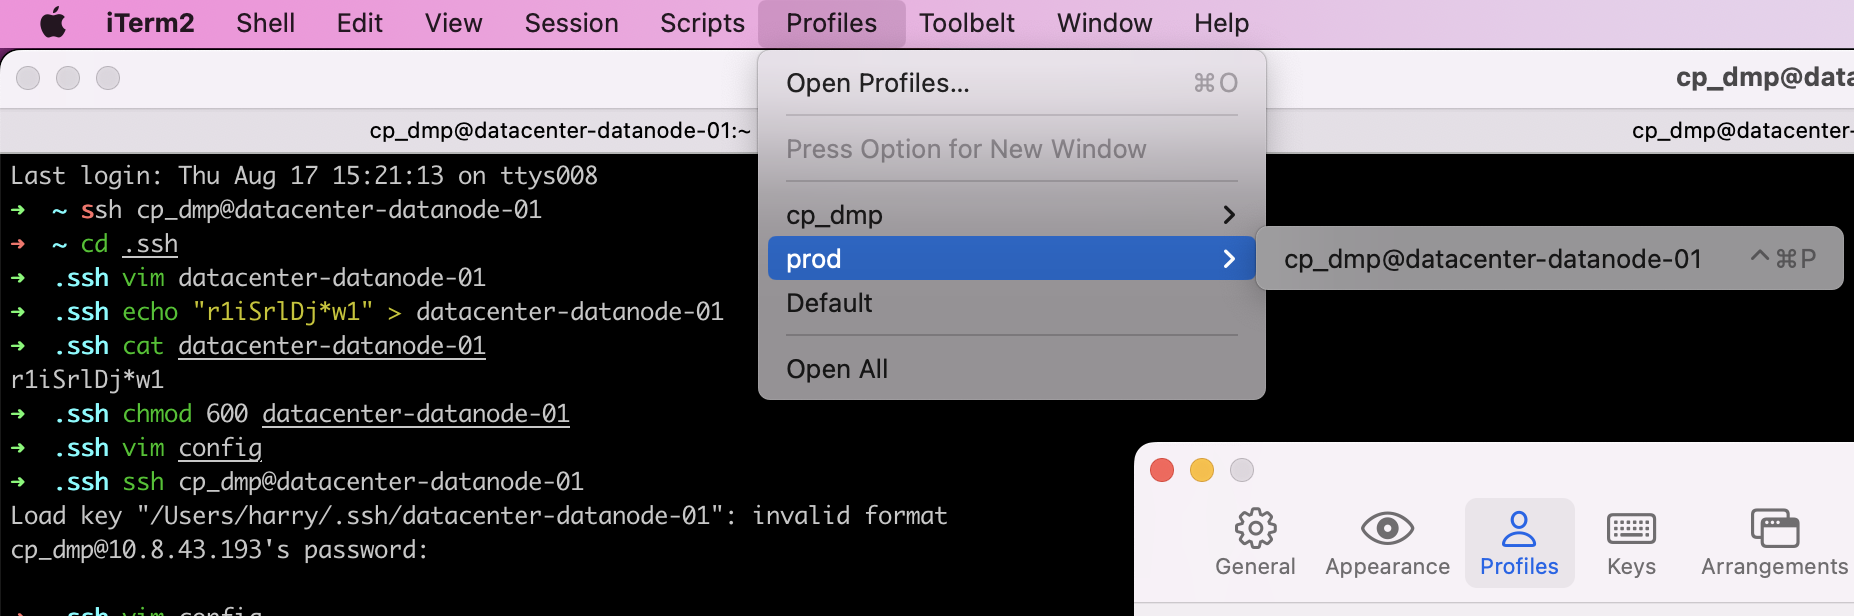 iTerm2 Shell Edit View Session Scripts Profiles Toolbelt Window Help
cp_dmp@data
cp_dmp@datacenter-datanode-01:~
cp_dmp@datacenter-
Open Profiles... ⌘O
Press Option for New Window
cp_dmp
prod
cp_dmp@datacenter-datanode-01 ^⌘P
Default
Open All
Last login: Thu Aug 17 15:21:13 on ttys008
➜ ~ ssh cp_dmp@datacenter-datanode-01
➜ ~ cd .ssh
➜ .ssh vim datacenter-datanode-01
➜ .ssh echo "r1iSrlDj*w1" > datacenter-datanode-01
➜ .ssh cat datacenter-datanode-01
r1iSrlDj*w1
➜ .ssh chmod 600 datacenter-datanode-01
➜ .ssh vim config
➜ .ssh ssh cp_dmp@datacenter-datanode-01
Load key "/Users/harry/.ssh/datacenter-datanode-01": invalid format
cp_dmp@10.8.43.193's password:
➜ .ssh vim config
General Appearance Profiles Keys Arrangements